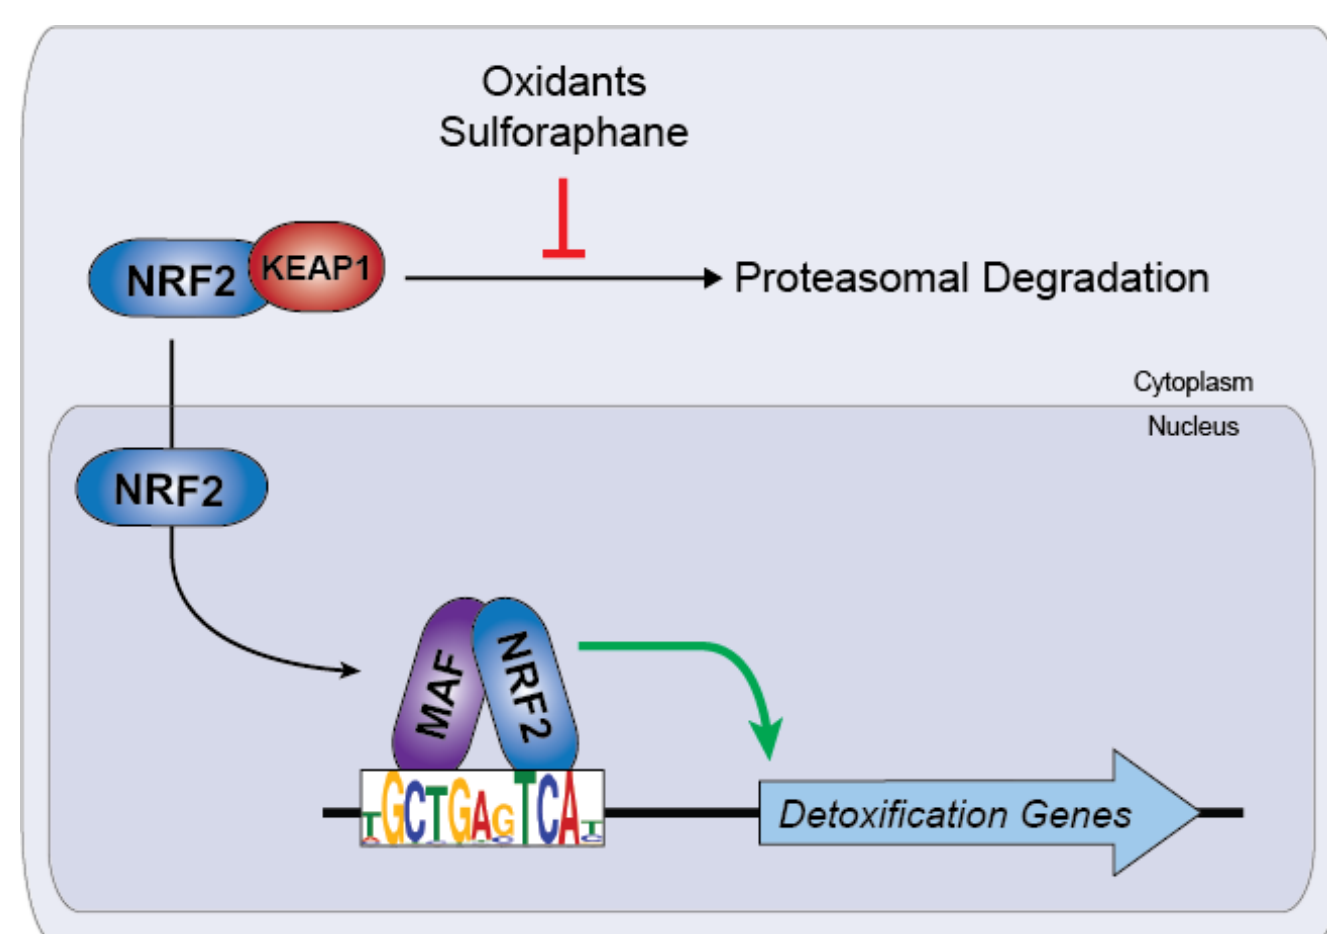 Oxidants
Sulforaphane
NRF2
KEAP1
Proteasomal Degradation
Cytoplasm
Nucleus
NRF2
MAF
NRF2
TGCTGAGTCAT
Detoxification Genes